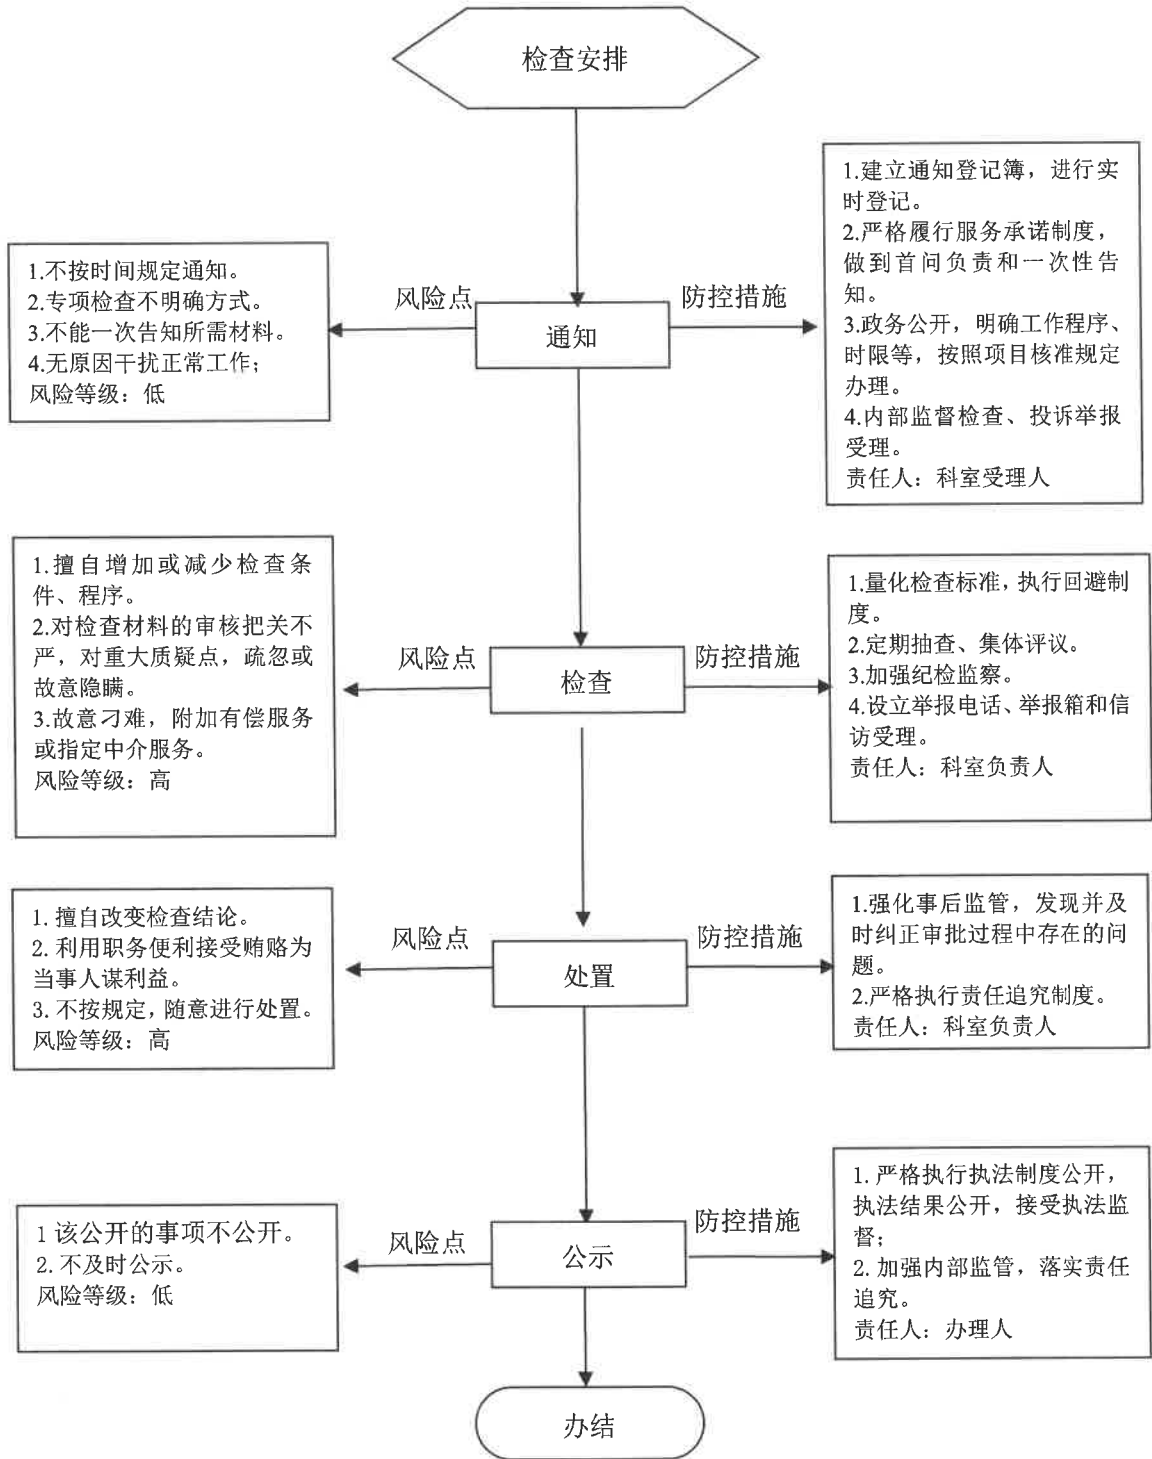 检查安排
1.不按时间规定通知。
2.专项检查不明确方式。
3.不能一次告知所需材料。
4.无原因干扰正常工作；
风险等级：低
风险点
通知
防控措施
1.建立通知登记簿，进行实
时登记。
2.严格履行服务承诺制度，
做到首问负责和一次性告
知。
3.政务公开，明确工作程序、
时限等，按照项目核准规定
办理。
4.内部监督检查、投诉举报
受理。
责任人：科室受理人
1.擅自增加或减少检查条
件、程序。
2.对检查材料的审核把关不
严，对重大质疑点，疏忽或
故意隐瞒。
3.故意刁难，附加有偿服务
或指定中介服务。
风险等级：高
风险点
检查
防控措施
1.量化检查标准，执行回避制
度。
2.定期抽查、集体评议。
3.加强纪检监察。
4.设立举报电话、举报箱和信
访受理。
责任人：科室负责人
1. 擅自改变检查结论。
2. 利用职务便利接受贿赂为
当事人谋利益。
3. 不按规定，随意进行处置。
风险等级：高
风险点
处置
防控措施
1.强化事后监管，发现并及
时纠正审批过程中存在的问
题。
2.严格执行责任追究制度。
责任人：科室负责人
1 该公开的事项不公开。
2. 不及时公示。
风险等级：低
风险点
公示
防控措施
1. 严格执行执法制度公开，
执法结果公开，接受执法监
督；
2. 加强内部监管，落实责任
追究。
责任人：办理人
办结